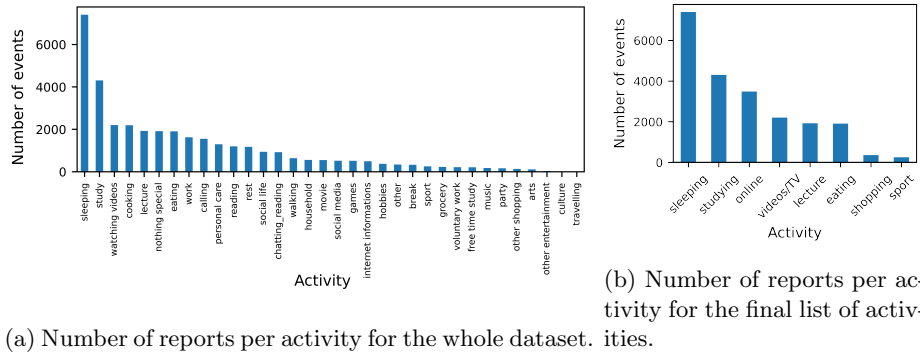 Number of events
6000
4000
2000
0
sleeping
study
watching videos
cooking
lecture
nothing special
eating
work
calling
personal care
reading
rest
social life
chatting_reading
walking
household
movie
social media
games
internet informations
hobbies
other
break
sport
grocery
voluntary work
free time study
music
party
other shopping
arts
other entertainment
culture
travelling
Activity
(a) Number of reports per activity for the whole dataset.
Number of events
6000
4000
2000
0
sleeping
studying
online
videos/TV
lecture
eating
shopping
sport
Activity
(b) Number of reports per ac-
tivity for the final list of activ-
ities.